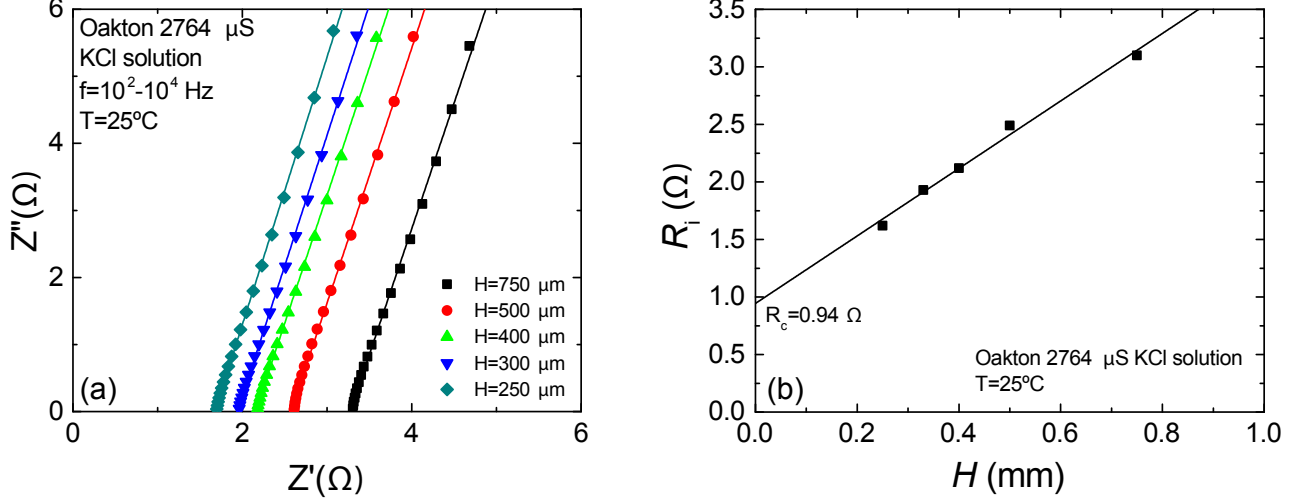 Oakton 2764 µS
KCl solution
f=10²-10⁴ Hz
T=25ºC
6
4
2
0
Z''(Ω)
(a)
H=750 µm
H=500 µm
H=400 µm
H=300 µm
H=250 µm
0 2 4 6
Z'(Ω)
3.5
3.0
2.5
2.0
1.5
1.0
0.5
0.0
Rᵢ (Ω)
R_c=0.94 Ω
(b)
Oakton 2764 µS KCl solution
T=25ºC
0.0 0.2 0.4 0.6 0.8 1.0
H (mm)